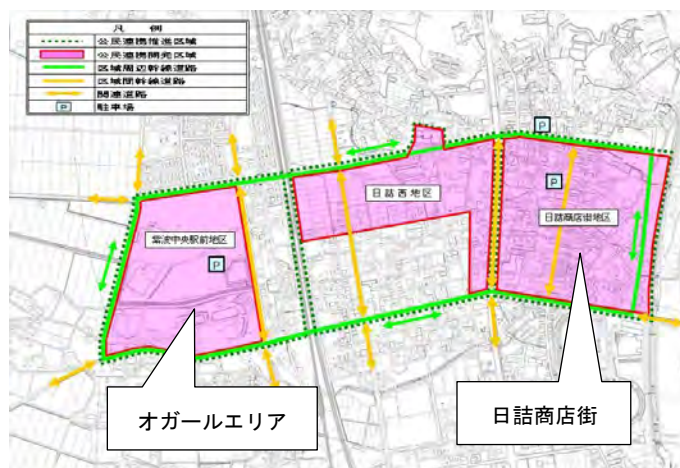 凡 例
公民連携推進区域
公民連携開発区域
区域周辺幹線道路
区域間幹線道路
関連道路
P 駐車場
P
P
日詰西地区
日詰商店街地区
紫波中央駅前地区
P
オガールエリア
日詰商店街